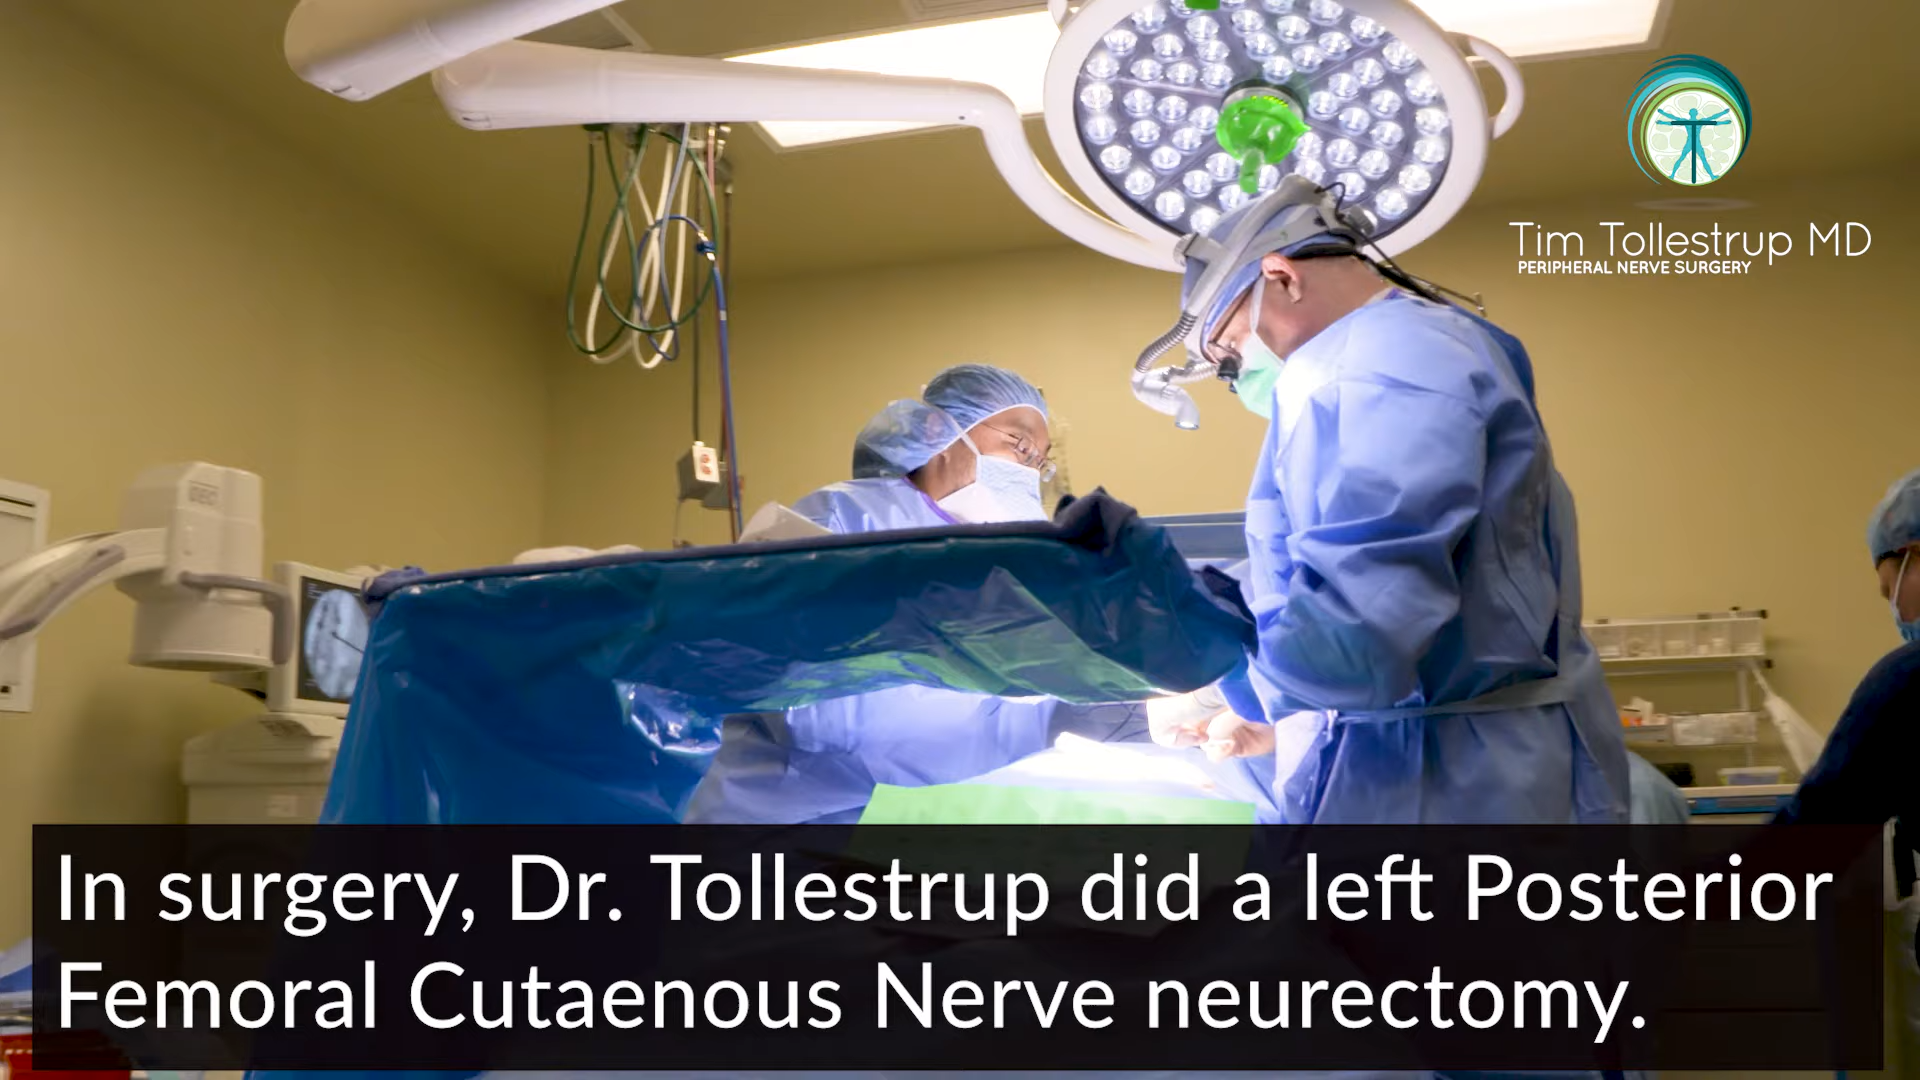 Tim Tollestrup MD
PERIPHERAL NERVE SURGERY
In surgery, Dr. Tollestrup did a left Posterior
Femoral Cutaenous Nerve neurectomy.